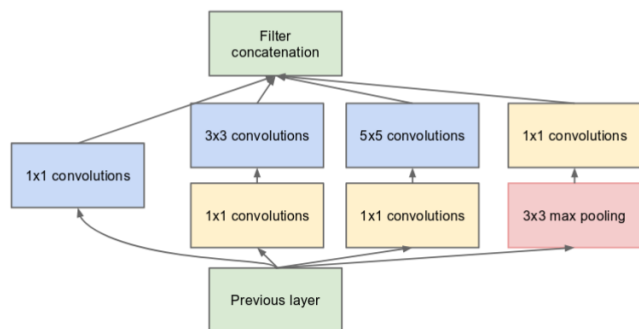 Filter
concatenation
3x3 convolutions
5x5 convolutions
1x1 convolutions
1x1 convolutions
1x1 convolutions
1x1 convolutions
3x3 max pooling
Previous layer